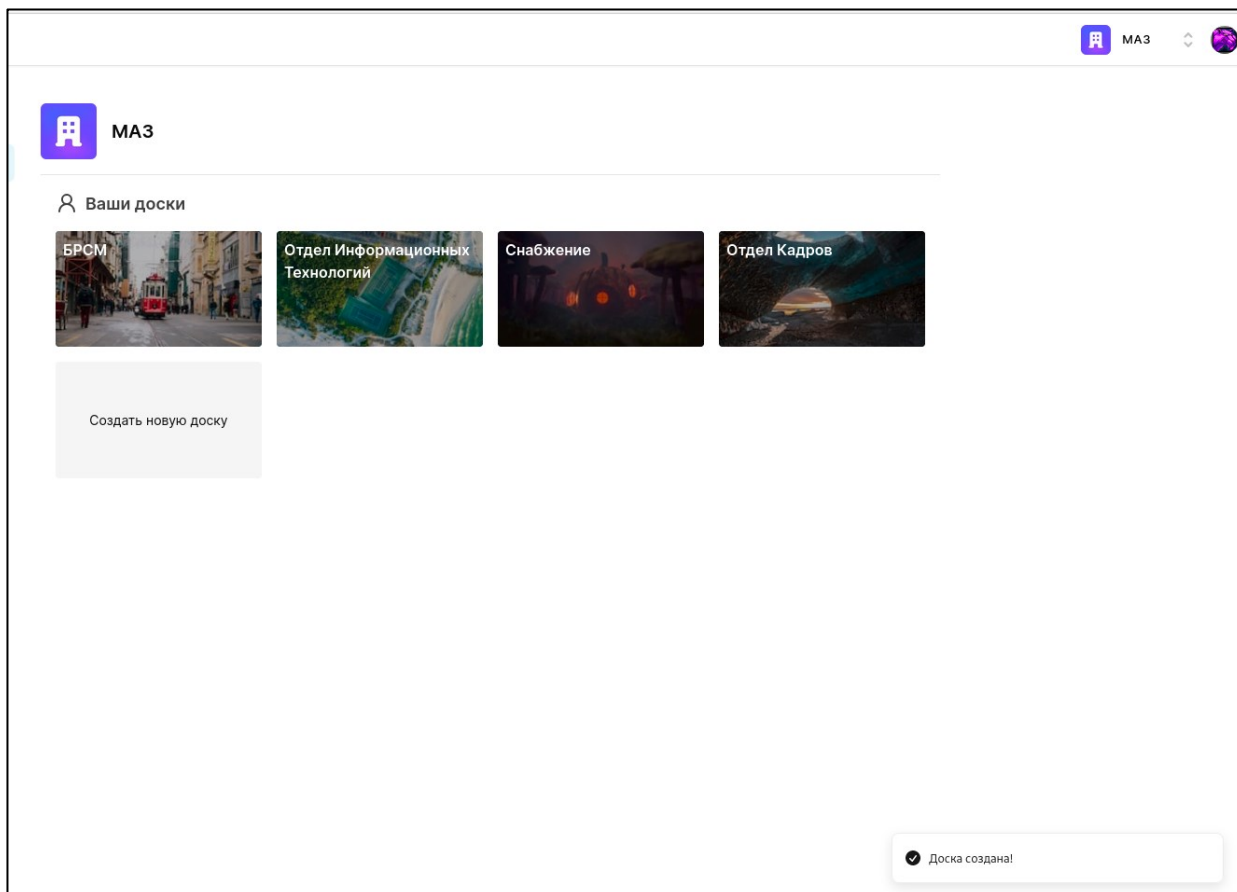 МАЗ
МАЗ
Ваши доски
БРСМ
Отдел Информационных
Технологий
Снабжение
Отдел Кадров
Создать новую доску
Доска создана!